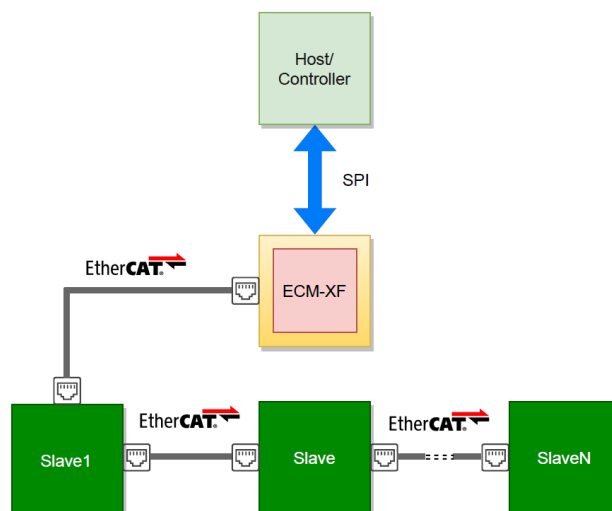 Host/
Controller
SPI
EtherCAT®
ECM-XF
EtherCAT®
EtherCAT®
Slave1
Slave
SlaveN